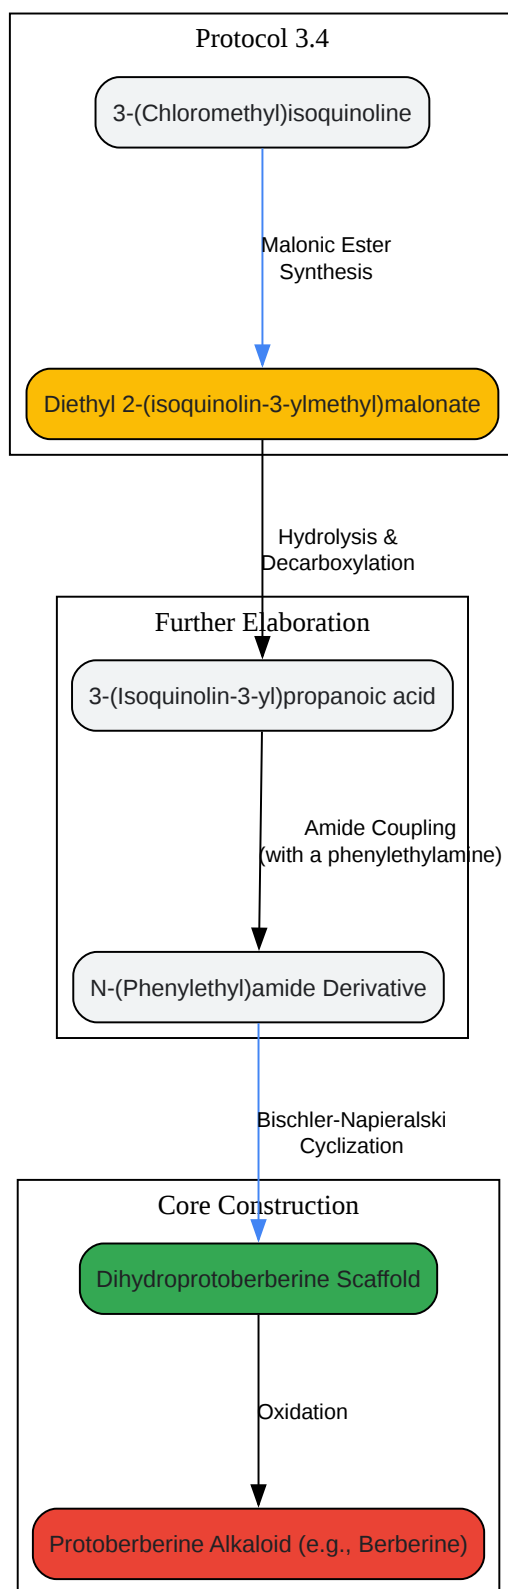 Protocol 3.4
3-(Chloromethyl)isoquinoline
Malonic Ester
Synthesis
Diethyl 2-(isoquinolin-3-ylmethyl)malonate
Hydrolysis &
Decarboxylation
Further Elaboration
3-(Isoquinolin-3-yl)propanoic acid
Amide Coupling
(with a phenylethylamine)
N-(Phenylethyl)amide Derivative
Bischler-Napieralski
Cyclization
Core Construction
Dihydroprotoberberine Scaffold
Oxidation
Protoberberine Alkaloid (e.g., Berberine)